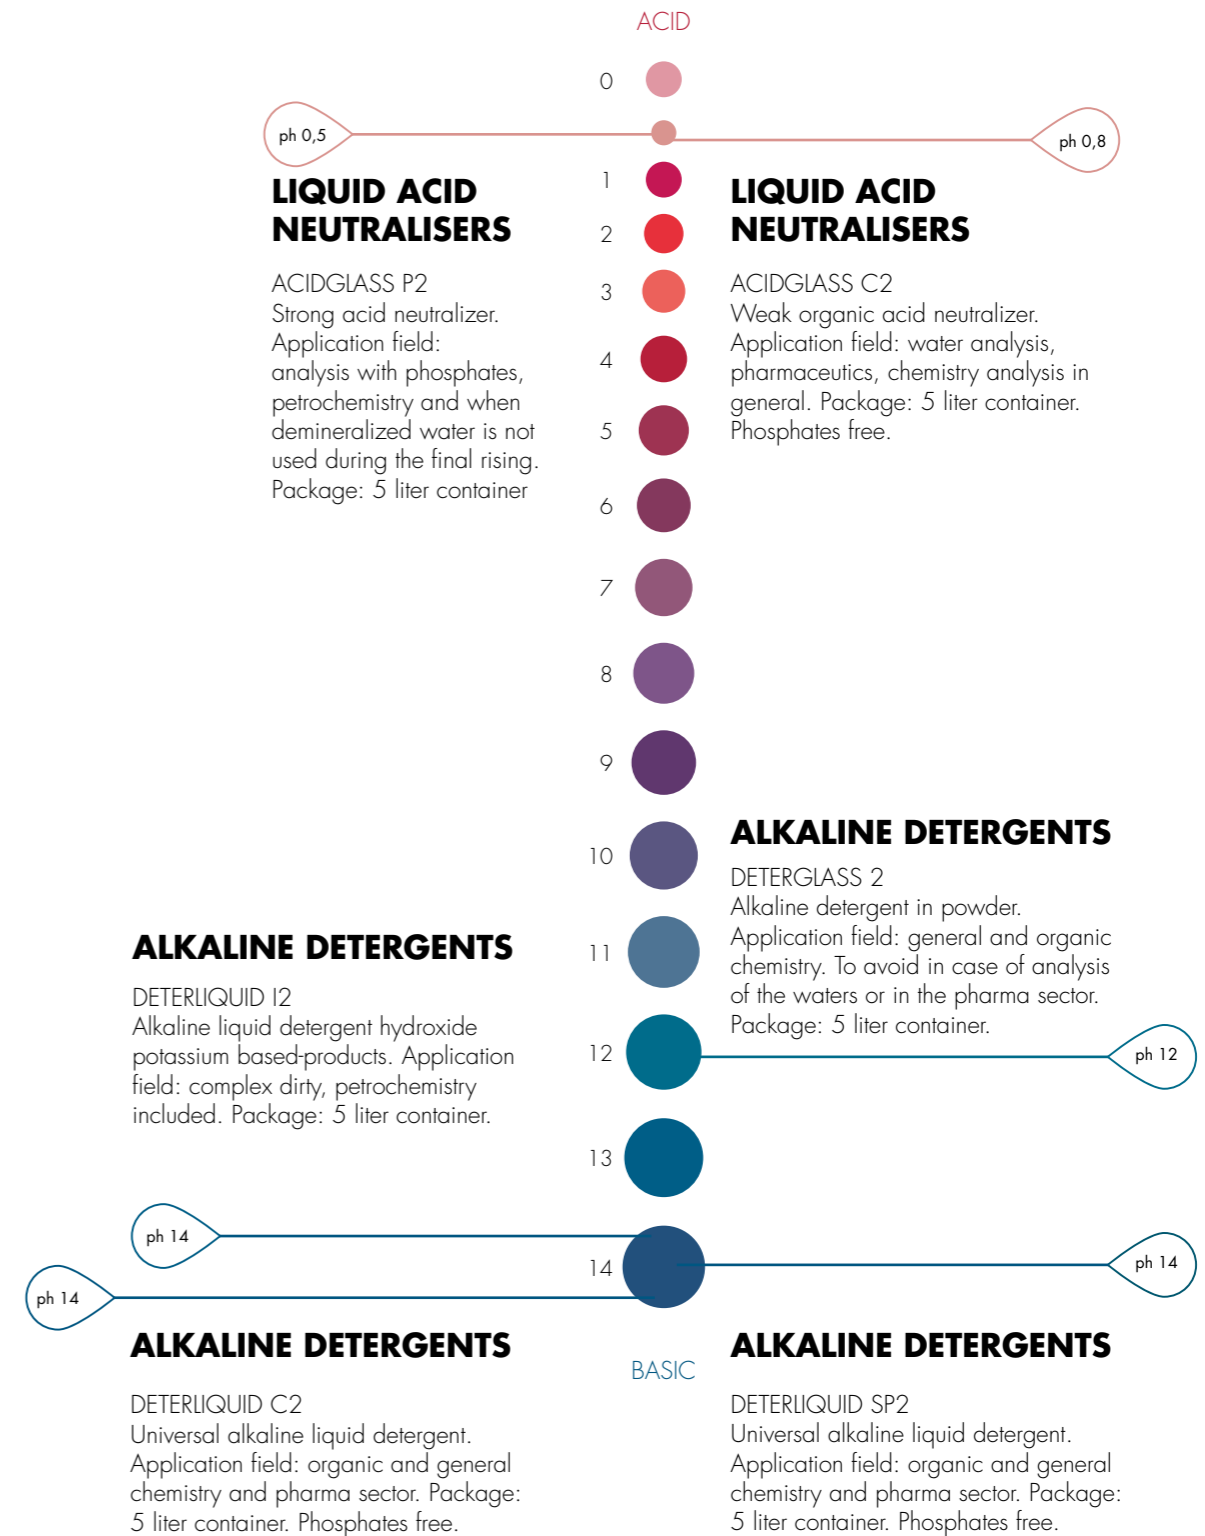 ACID
0
ph 0,5
ph 0,8
1
LIQUID ACID
NEUTRALISERS
ACIDGLASS P2
Strong acid neutralizer.
Application field:
analysis with phosphates,
petrochemistry and when
demineralized water is not
used during the final rising.
Package: 5 liter container
LIQUID ACID
NEUTRALISERS
ACIDGLASS C2
Weak organic acid neutralizer.
Application field: water analysis,
pharmaceutics, chemistry analysis in
general. Package: 5 liter container.
Phosphates free.
2
3
4
5
6
7
8
9
10
11
12
13
14
ALKALINE DETERGENTS
DETERGLASS 2
Alkaline detergent in powder.
Application field: general and organic
chemistry. To avoid in case of analysis
of the waters or in the pharma sector.
Package: 5 liter container.
ph 12
ALKALINE DETERGENTS
DETERLIQUID I2
Alkaline liquid detergent hydroxide
potassium based-products. Application
field: complex dirty, petrochemistry
included. Package: 5 liter container.
ph 14
ph 14
ph 14
ALKALINE DETERGENTS
DETERLIQUID C2
Universal alkaline liquid detergent.
Application field: organic and general
chemistry and pharma sector. Package:
5 liter container. Phosphates free.
BASIC
ALKALINE DETERGENTS
DETERLIQUID SP2
Universal alkaline liquid detergent.
Application field: organic and general
chemistry and pharma sector. Package:
5 liter container. Phosphates free.